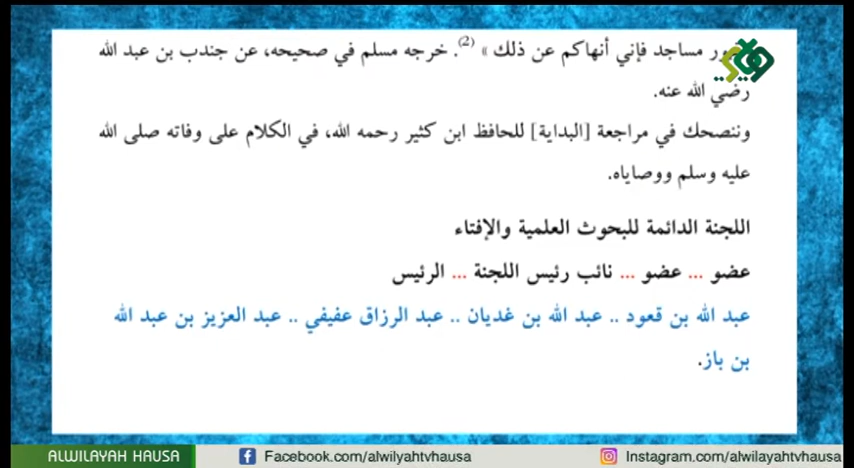 ور مساجد فإني أنهاكم عن ذلك » (2). خرجه مسلم في صحيحه، عن جندب بن عبد الله
رضي الله عنه.
وننصحك في مراجعة [البداية] للحافظ ابن كثير رحمه الله، في الكلام على وفاته صلى الله
عليه وسلم ووصاياه.
اللجنة الدائمة للبحوث العلمية والإفتاء
عضو ... عضو ... نائب رئيس اللجنة ... الرئيس
عبد الله بن قعود .. عبد الله بن غديان .. عبد الرزاق عفيفي .. عبد العزيز بن عبد الله
بن باز.
ALWILAYAH HAUSA
Facebook.com/alwilyahtvhausa
Instagram.com/alwilayahtvhausa